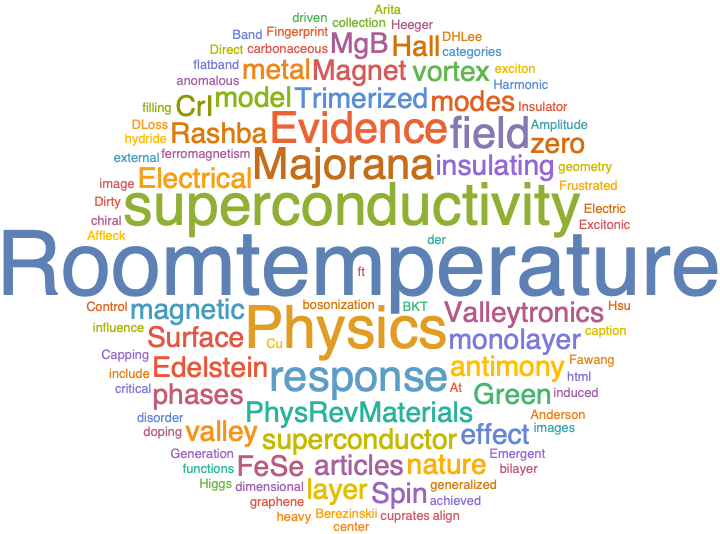 Arita
driven collection Heeger
Band Fingerprint MgB Hall DHLee
Direct carbonaceous categories
flatband metal Magnet vortex exciton
anomalous Harmonic
filling CrI model Trimerized modes Insulator
DLoss Rashba Evidence field zero Amplitude
hydride
external ferromagnetism Majorana insulating geometry
image Electrical Frustrated
Dirty superconductivity Electric
chiral Excitonic
Affleck der
Roomtemperature
ft
Control magnetic bosonization BKT Valleytronics Hsu
influence Surface Physics monolayer caption
Cu
Capping Edelstein response antimony Fawang
include At html
critical phases Green induced
disorder PhysRevMaterials Anderson
doping valley superconductor effect images
Generation Emergent
functions FeSe articles nature bilayer
Higgs dimensional layer Spin generalized
graphene achieved
heavy Berezinskii cuprates align
center